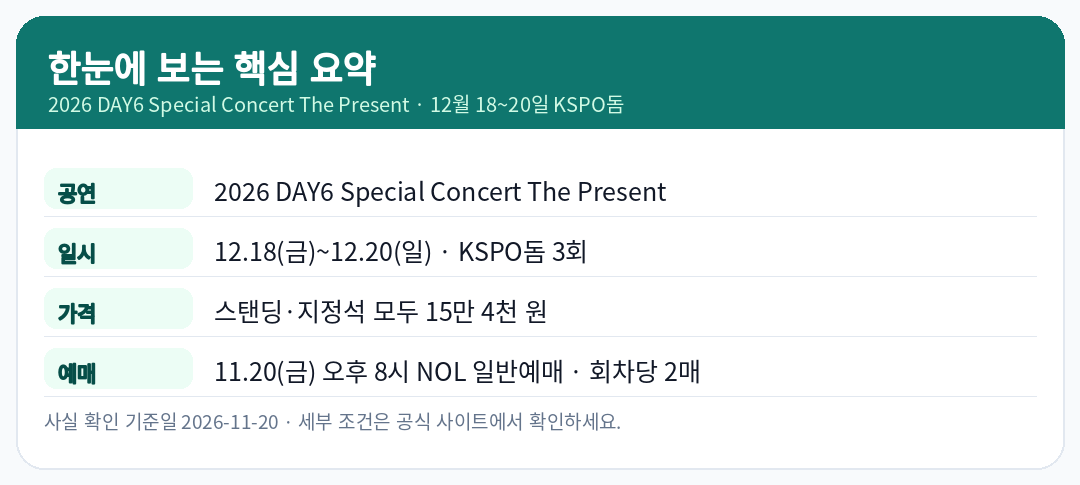 한눈에 보는 핵심 요약
2026 DAY6 Special Concert The Present · 12월 18~20일 KSPO돔
공연 2026 DAY6 Special Concert The Present
일시 12.18(금)~12.20(일) · KSPO돔 3회
가격 스탠딩·지정석 모두 15만 4천 원
예매 11.20(금) 오후 8시 NOL 일반예매 · 회차당 2매
사실 확인 기준일 2026-11-20 · 세부 조건은 공식 사이트에서 확인하세요.